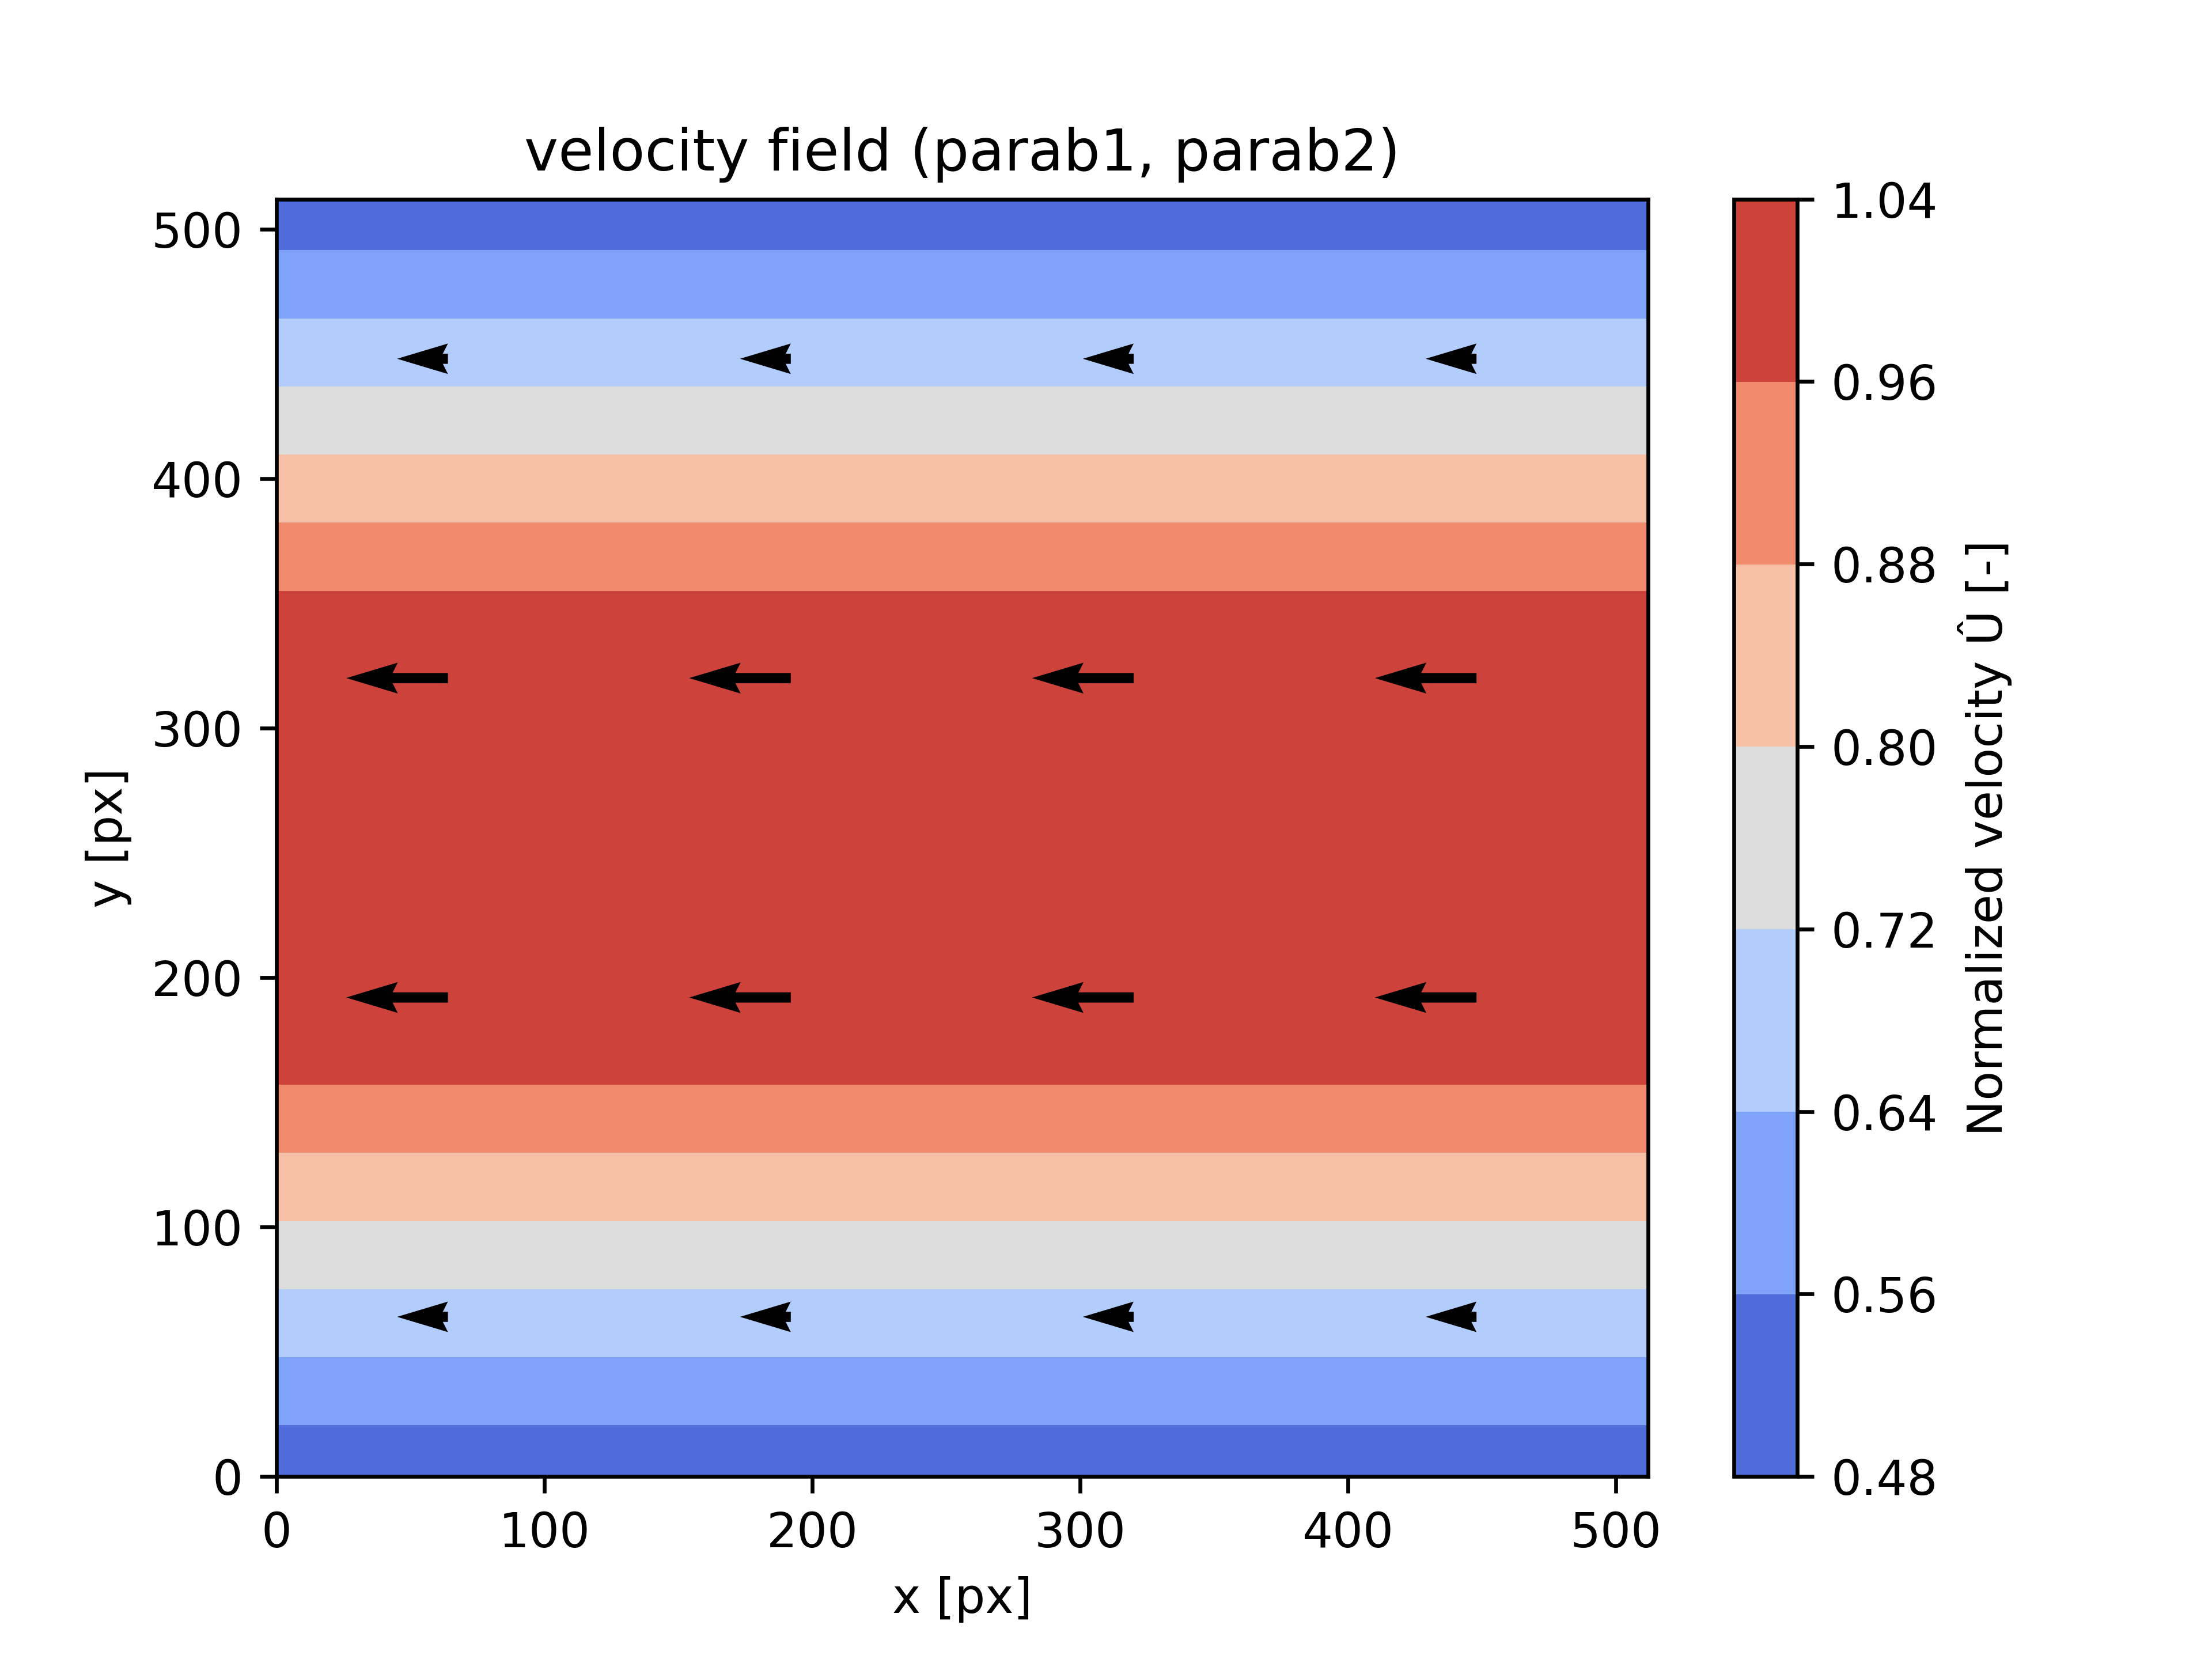 velocity field (parab1, parab2)
500
400
300
200
100
0
y [px]
0 100 200 300 400 500
x [px]
1.04
0.96
0.88
0.80
0.72
0.64
0.56
0.48
Normalized velocity Û [-]